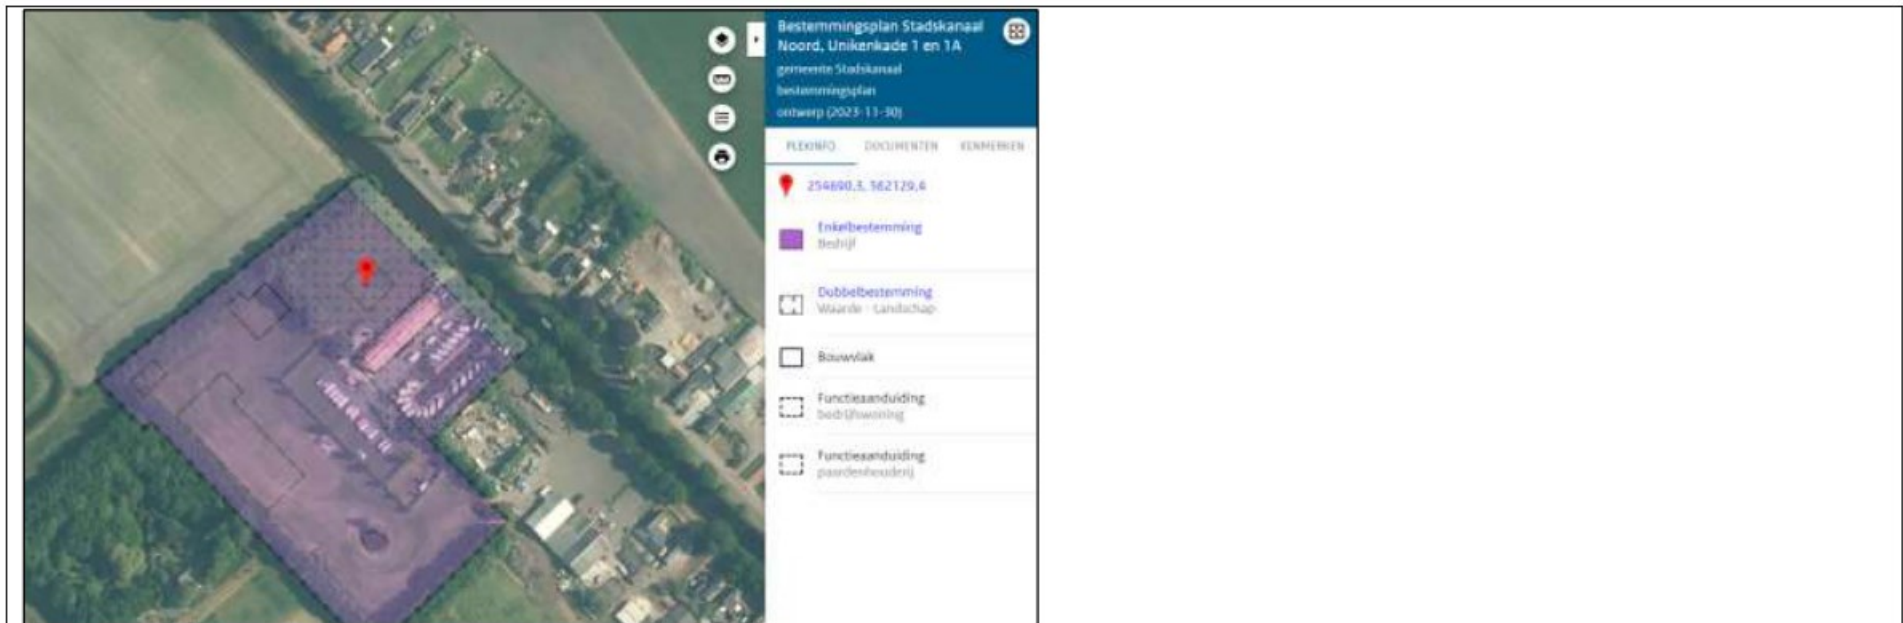 Bestemmingsplan Stadskanaal
Noord, Unikenkade 1 en 1A
gemeente Stadskanaal
bestemmingsplan
ontwerp (2023-11-30)
PLEKINFO DOCUMENTEN KENMERKEN
254690,3, 562129,4
Enkelbestemming
Bedrijf
Dubbelbestemming
Waarde - Landschap
Bouwvlak
Functieaanduiding
bedrijfswoning
Functieaanduiding
paardenhouderij